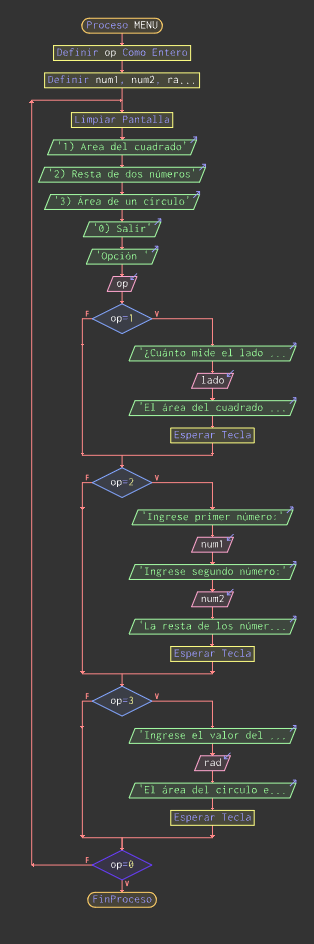 Proceso MENU
Definir op Como Entero
Definir num1, num2, ra...
Limpiar Pantalla
'1) Area del cuadrado'
'2) Resta de dos números'
'3) Área de un círculo'
'0) Salir'
'Opción '
op
op=1
F
V
'¿Cuánto mide el lado ...
lado
'El área del cuadrado ...
Esperar Tecla
op=2
F
V
'Ingrese primer número:'
num1
'Ingrese segundo número:'
num2
'La resta de los númer...
Esperar Tecla
op=3
F
V
'Ingrese el valor del ...
rad
'El área del circulo e...
Esperar Tecla
op=0
F
V
FinProceso